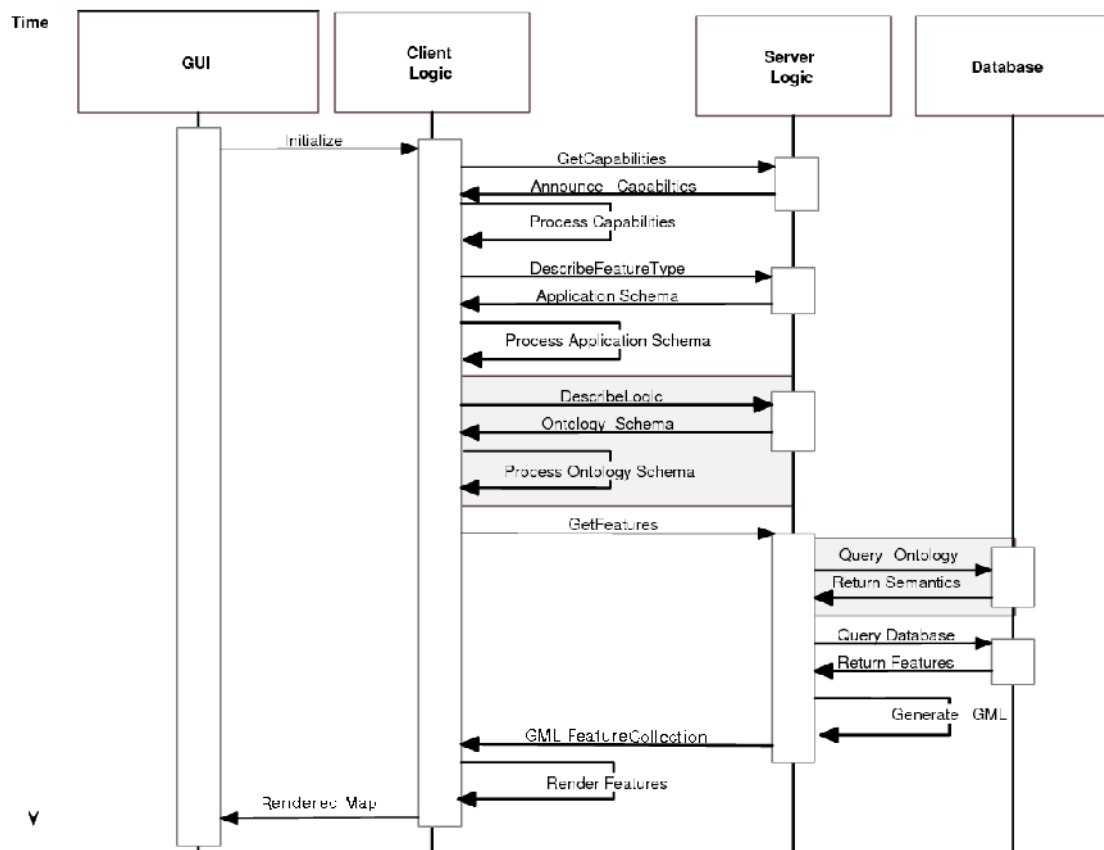 Time
GUI
Client
Logic
Server
Logic
Database
Initialize
GetCapabilities
Announce Capabilties
Process Capabilities
DescribeFeatureType
Application Schema
Process Application Schema
DescribeLogic
Ontology Schema
Process Ontology Schema
GetFeatures
Query Ontology
Return Semantics
Query Database
Return Features
Generate GML
GML FeatureCollection
Render Features
Rendered Map